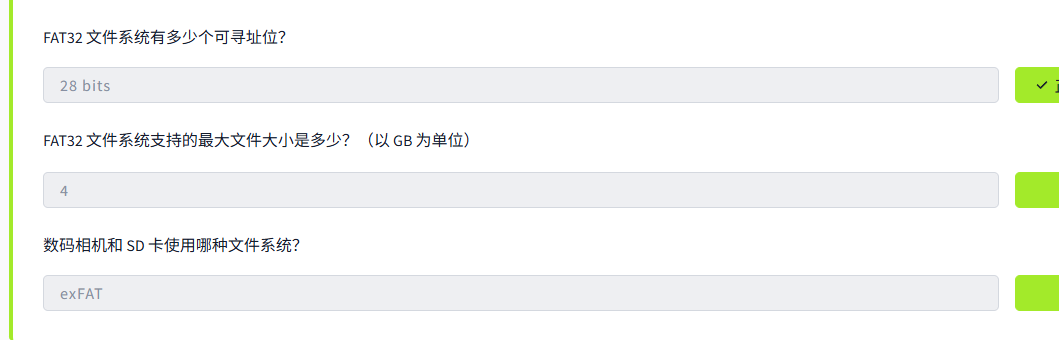 FAT32 文件系统有多少个可寻址位？
28 bits
✓
FAT32 文件系统支持的最大文件大小是多少？（以 GB 为单位）
4
数码相机和 SD 卡使用哪种文件系统？
exFAT